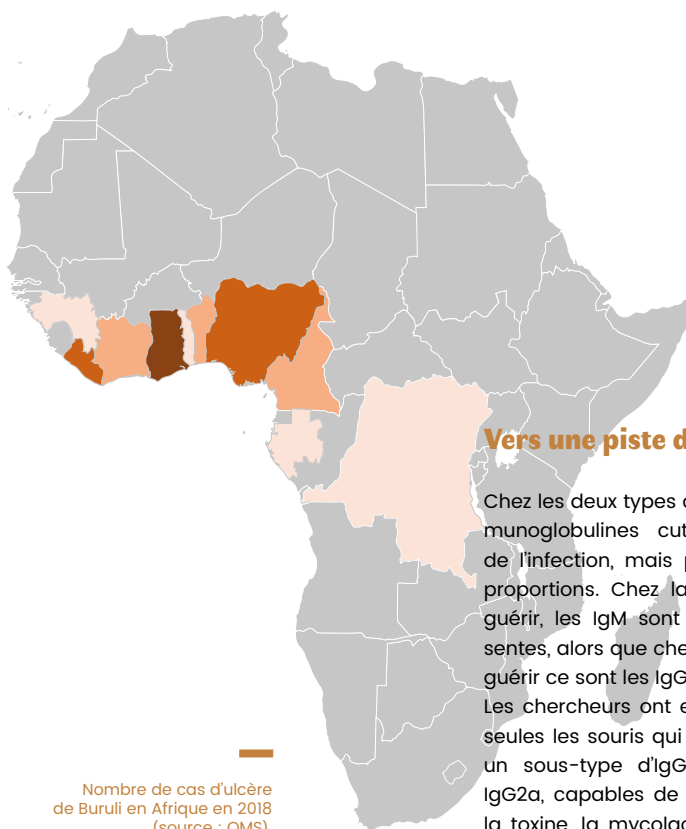 Vers une piste d
Chez les deux types
munoglobulines cut
de l'infection, mais
proportions. Chez la
guérir, les IgM sont
sentes, alors que che
guérir ce sont les IgG
Les chercheurs ont e
seules les souris qui
un sous-type d'IgG
IgG2a, capables de
la toxine, la mycolac
Nombre de cas d'ulcère
de Buruli en Afrique en 2018
(source : OMS)